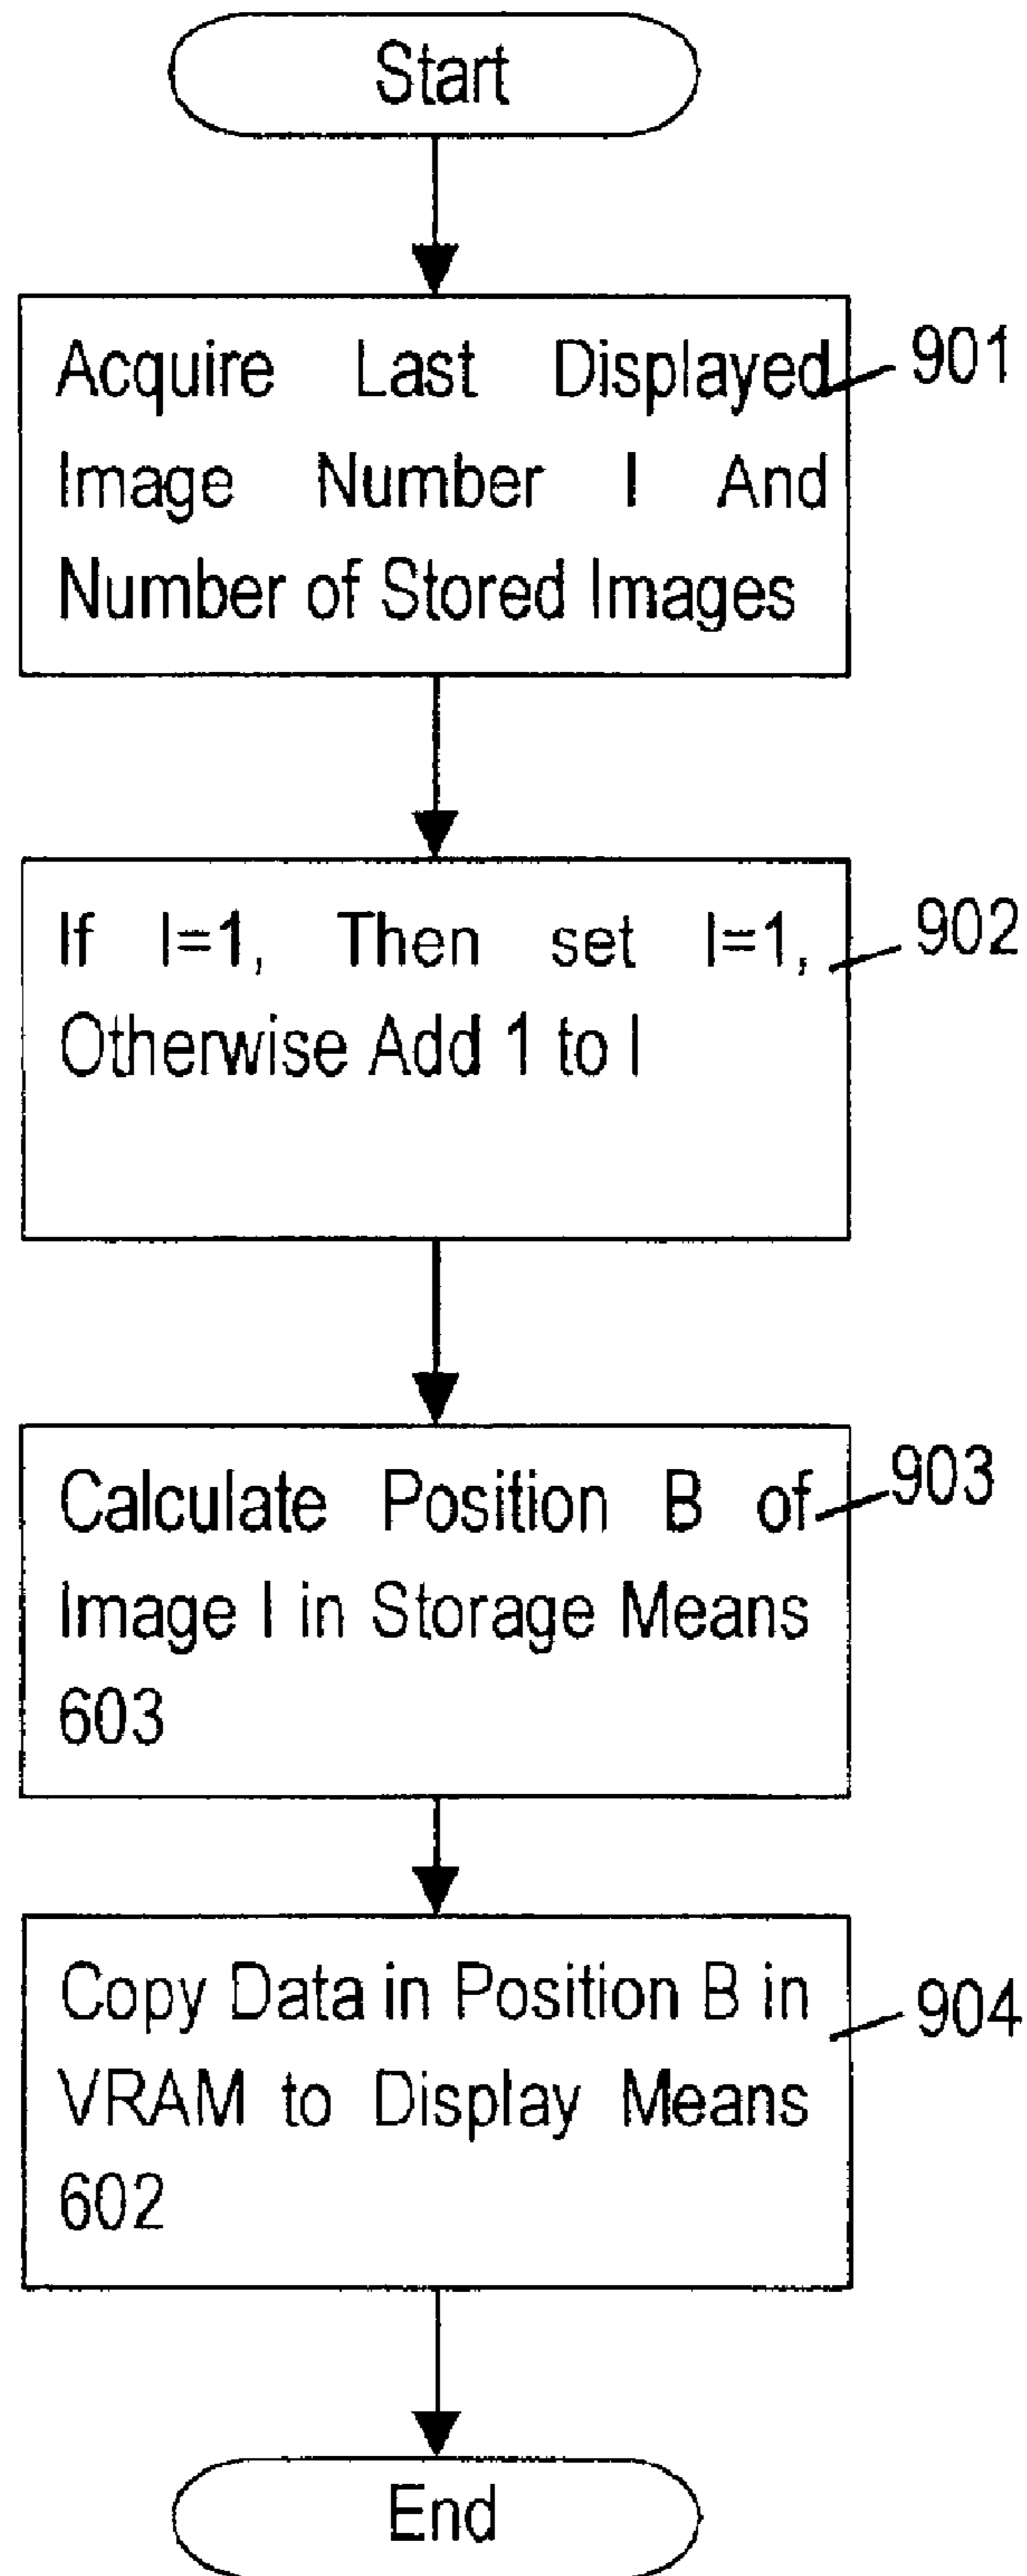 Start
Acquire Last Displayed
Image Number I And
Number of Stored Images
901
If I=1, Then set I=1,
Otherwise Add 1 to I
902
Calculate Position B of
Image I in Storage Means
603
903
Copy Data in Position B in
VRAM to Display Means
602
904
End